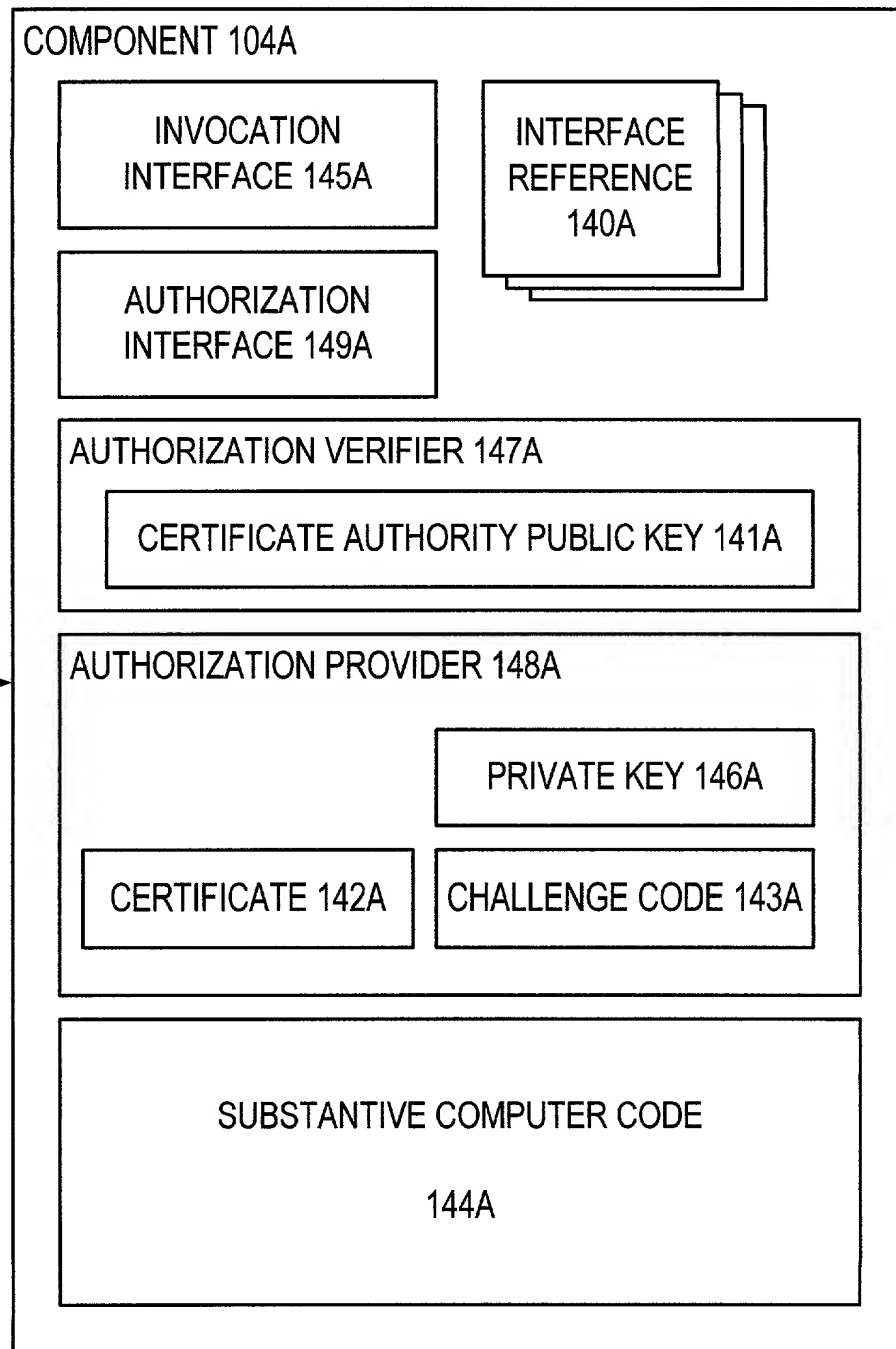 COMPONENT 104A
INVOCATION
INTERFACE 145A
INTERFACE
REFERENCE
140A
AUTHORIZATION
INTERFACE 149A
AUTHORIZATION VERIFIER 147A
CERTIFICATE AUTHORITY PUBLIC KEY 141A
AUTHORIZATION PROVIDER 148A
PRIVATE KEY 146A
CERTIFICATE 142A
CHALLENGE CODE 143A
SUBSTANTIVE COMPUTER CODE
144A